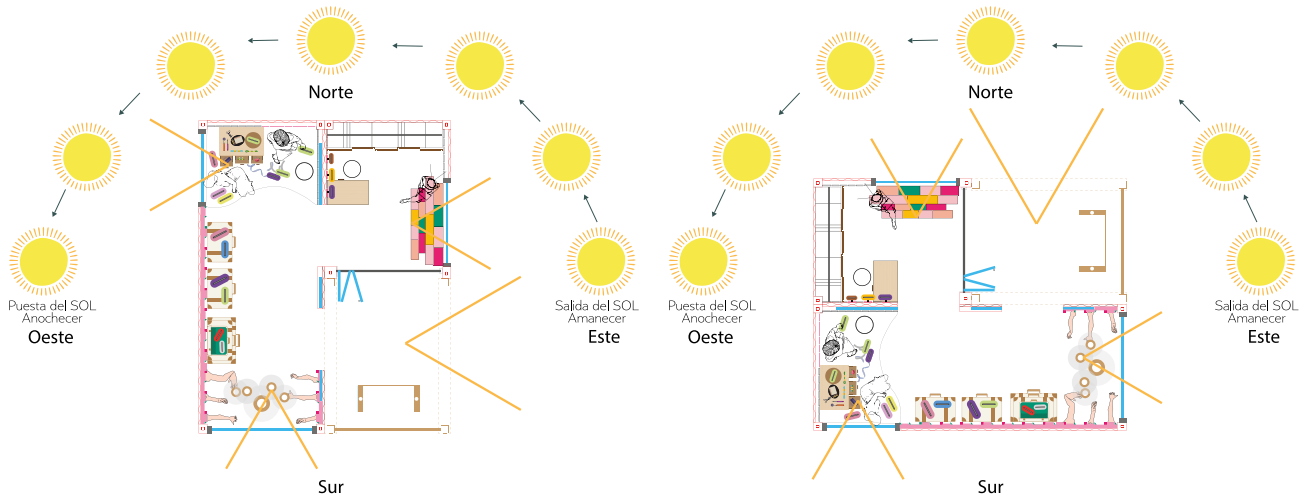 Norte
Puesta del SOL
Anochecer
Oeste
Salida del SOL
Amanecer
Este
Sur
Norte
Puesta del SOL
Anochecer
Oeste
Salida del SOL
Amanecer
Este
Sur